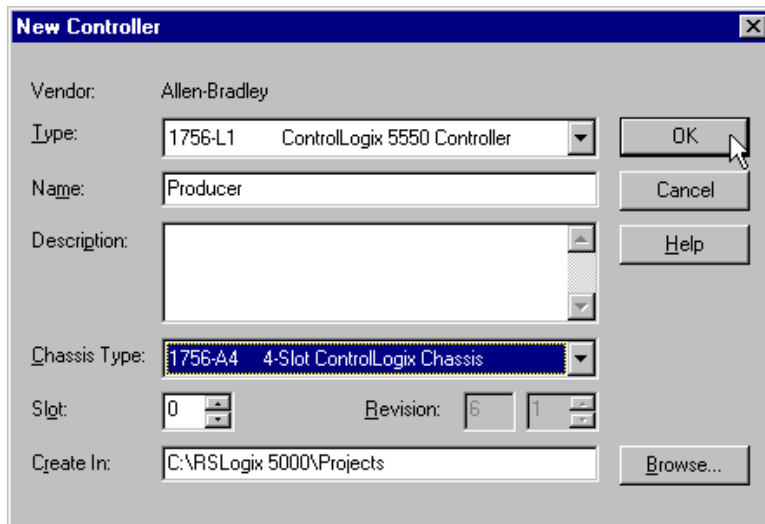 New Controller
Vendor: Allen-Bradley
Type: 1756-L1 ControlLogix 5550 Controller OK
Name: Producer Cancel
Description: Help
Chassis Type: 1756-A4 4-Slot ControlLogix Chassis
Slot: 0 Revision: 6 1
Create In: C:\RSLogix 5000\Projects Browse...